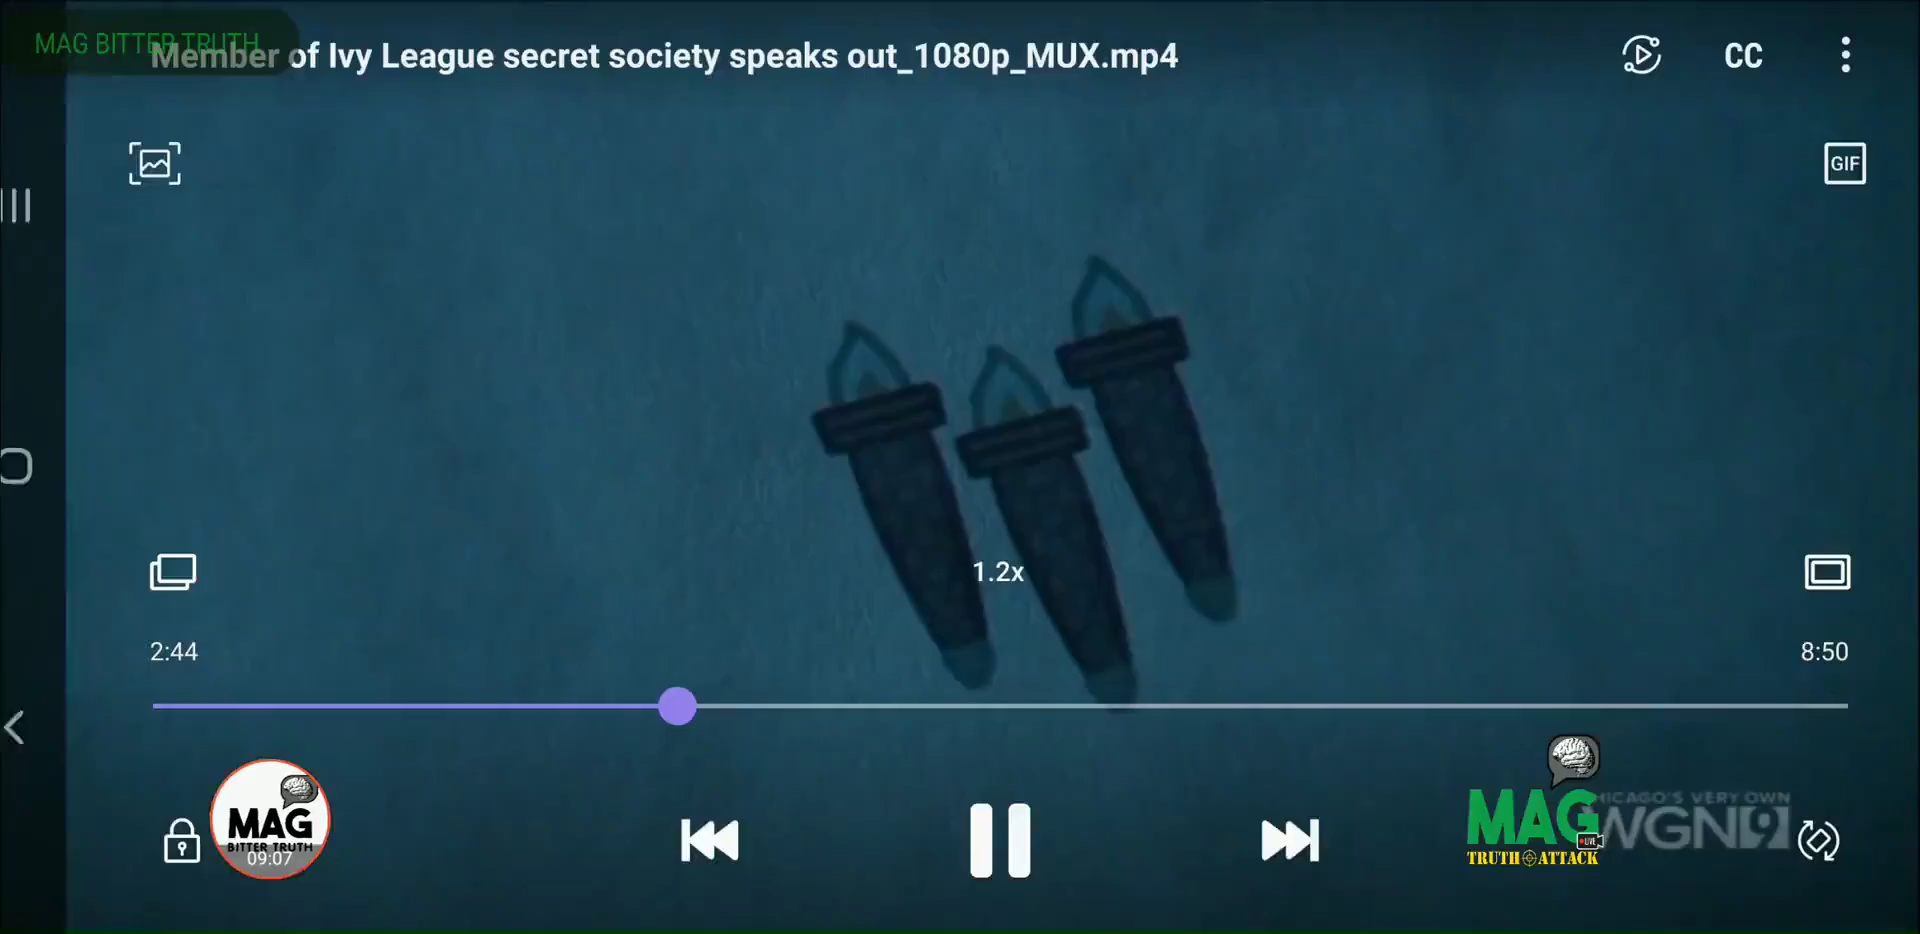 MAG BITTER TRUTH
Member of Ivy League secret society speaks out_1080p_MUX.mp4
CC
GIF
1.2x
2:44
8:50
MAG
BITTER TRUTH
09:07
MAG
LIVE
TRUTH ATTACK
CHICAGO'S VERY OWN
WGN9